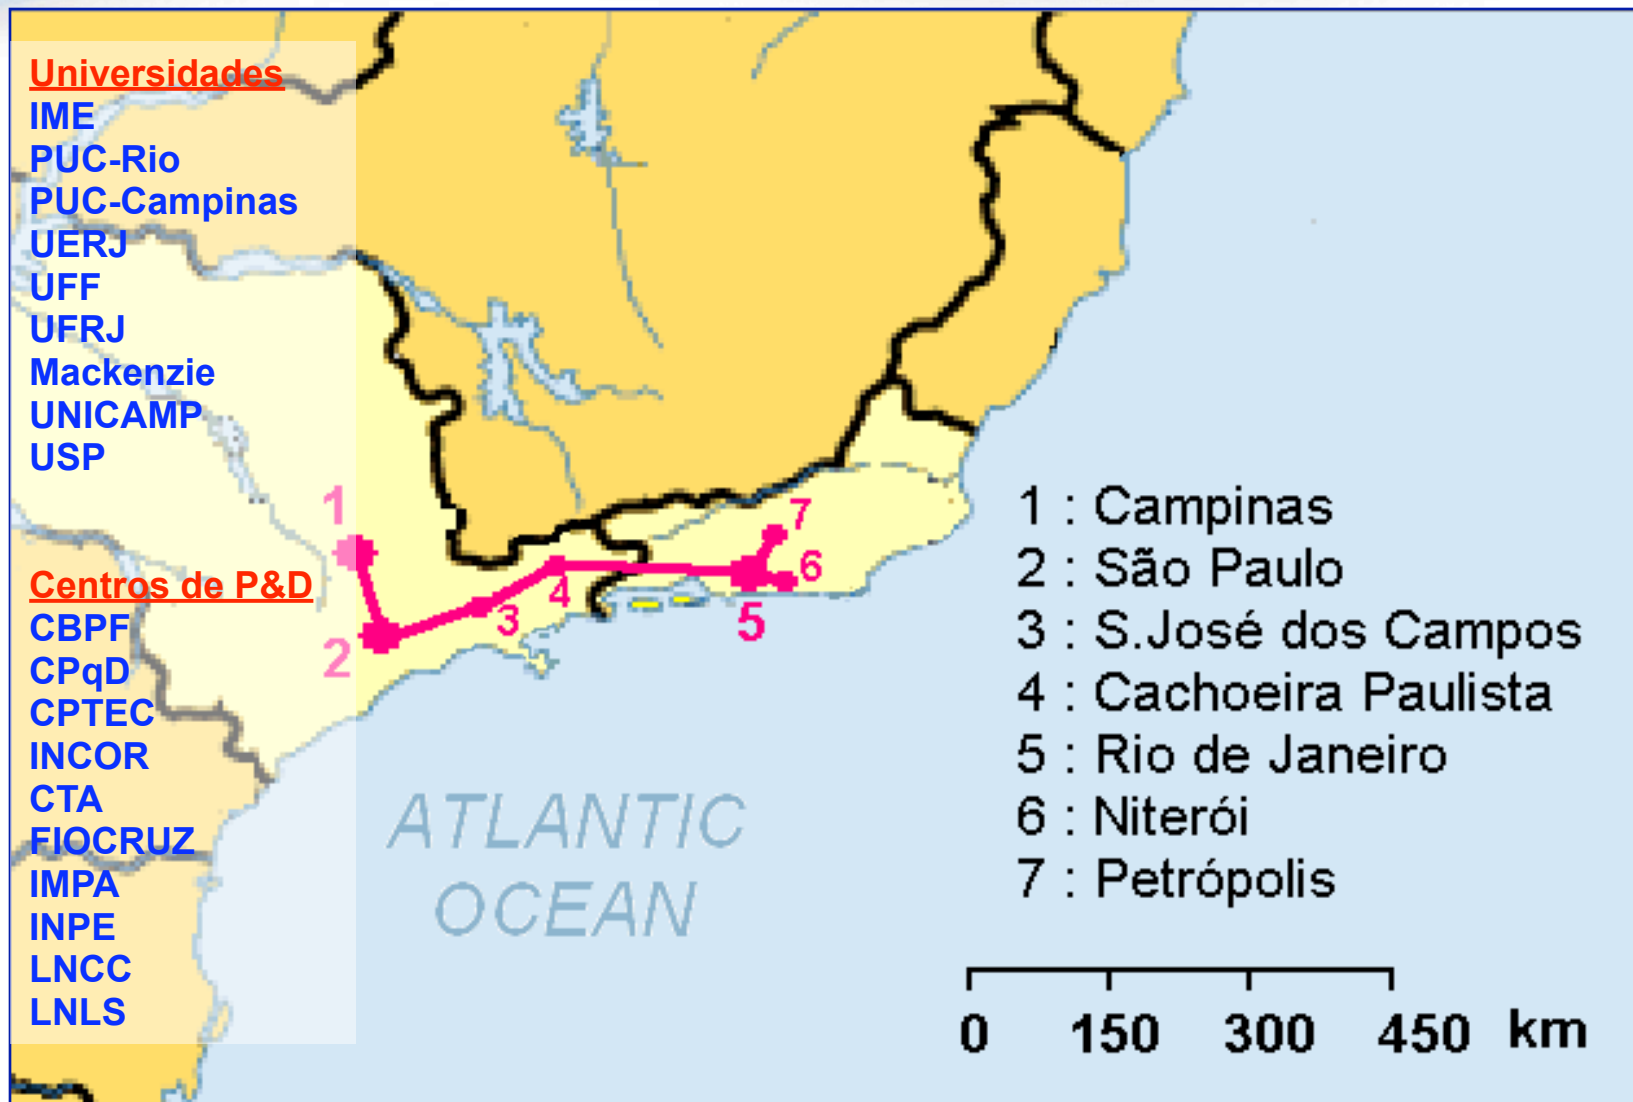 Universidades
IME
PUC-Rio
PUC-Campinas
UERJ
UFF
UFRJ
Mackenzie
UNICAMP
USP
Centros de P&D
CBPF
CPqD
CPTEC
INCOR
CTA
FIOCRUZ
IMPA
INPE
LNCC
LNLS
1
2
3
4
5
6
7
ATLANTIC
OCEAN
1 : Campinas
2 : São Paulo
3 : S.José dos Campos
4 : Cachoeira Paulista
5 : Rio de Janeiro
6 : Niterói
7 : Petrópolis
0 150 300 450 km